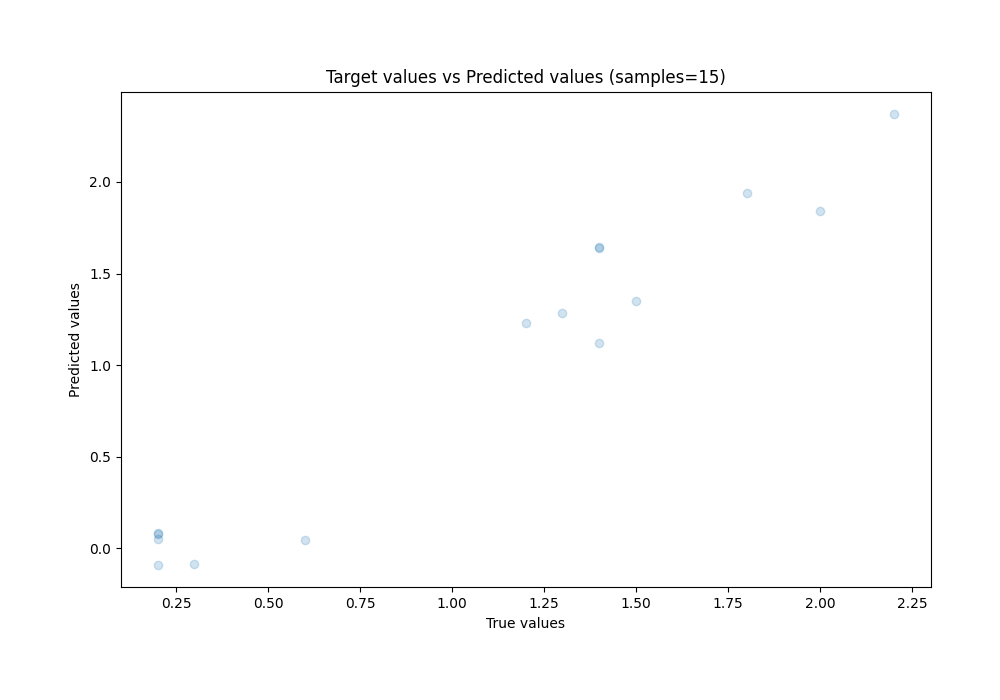 Target values vs Predicted values (samples=15)
Predicted values
2.0
1.5
1.0
0.5
0.0
0.25 0.50 0.75 1.00 1.25 1.50 1.75 2.00 2.25
True values